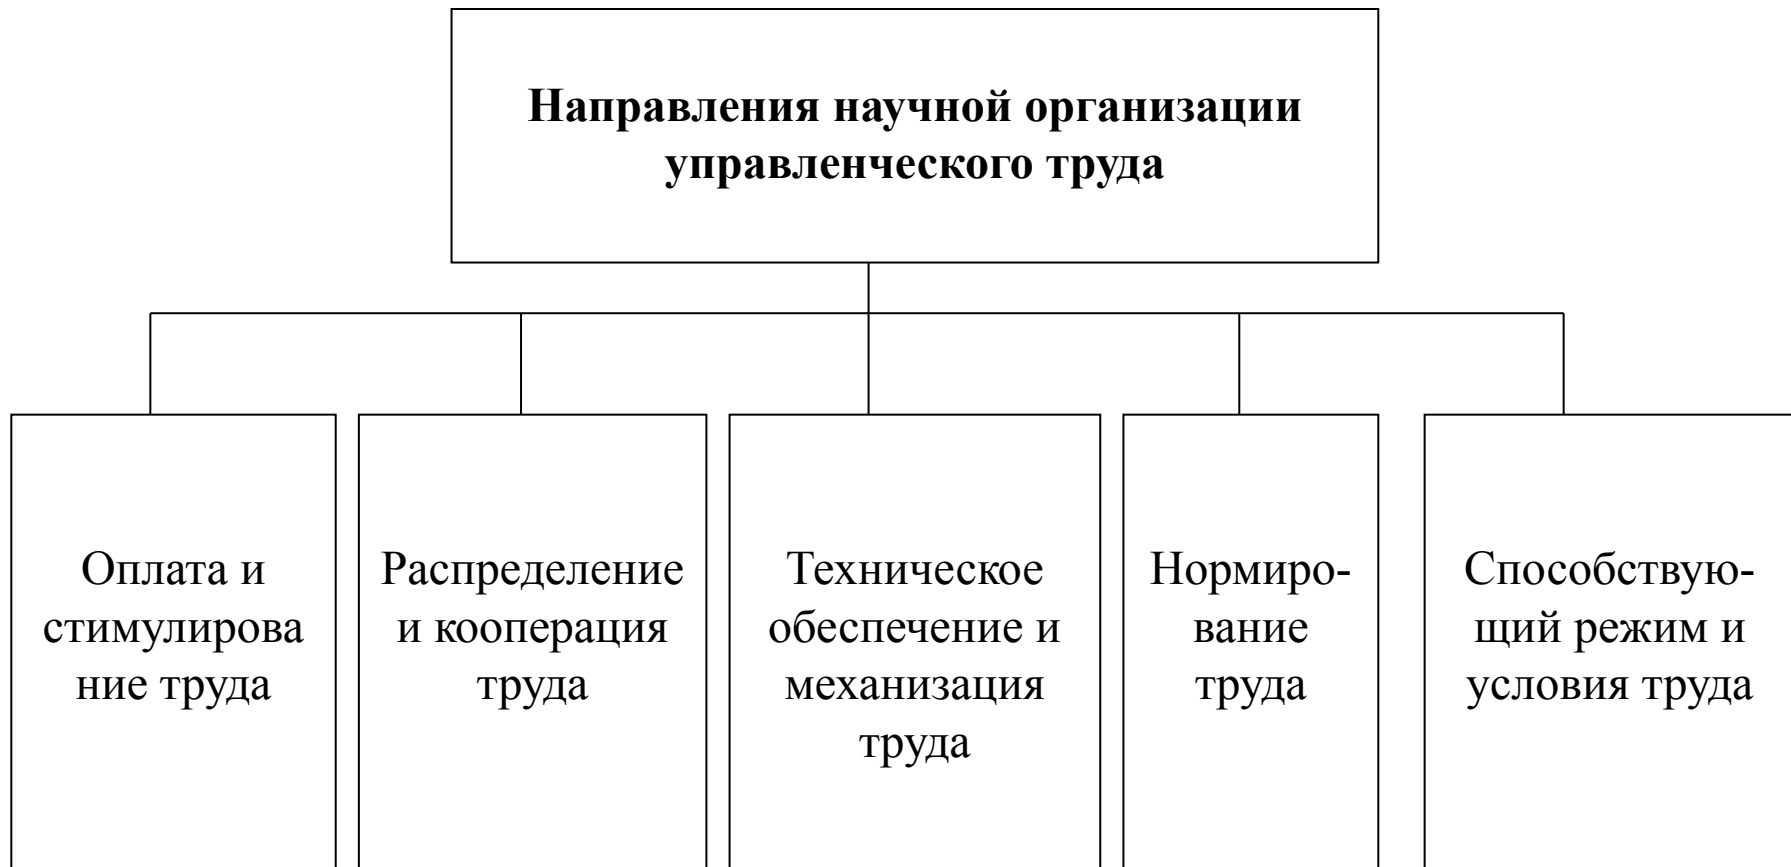 Направления научной организации
управленческого труда
Оплата и
стимулирова
ние труда
Распределение
и кооперация
труда
Техническое
обеспечение и
механизация
труда
Нормиро-
вание
труда
Способствую-
щий режим и
условия труда